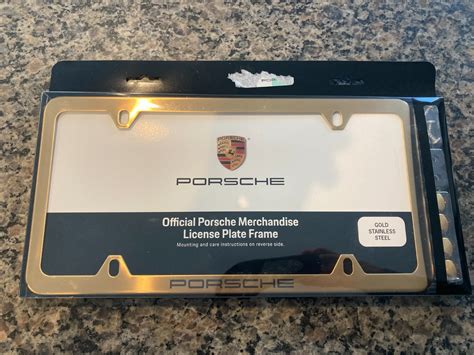 PORSCHE
Official Porsche Merchandise
License Plate Frame
Mounting and care instructions on reverse side.
GOLD
STAINLESS
STEEL
PORSCHE